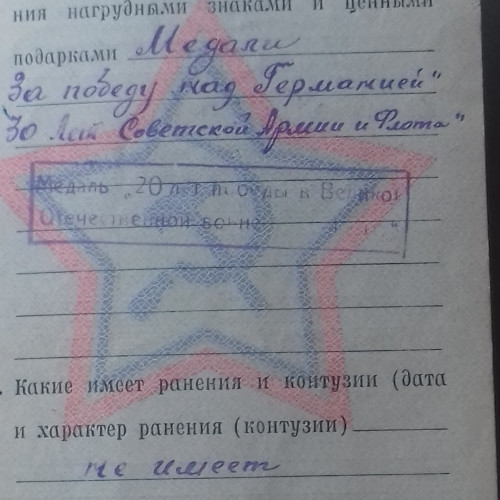 ния нагрудными знаками и ценными
подарками Медали
За победу над Германией"
30 Лет Советской Армии и Флота"
Медаль „20 лет победы в Великой
Отечественной войне
Какие имеет ранения и контузии (дата
и характер ранения (контузии)
не имеет